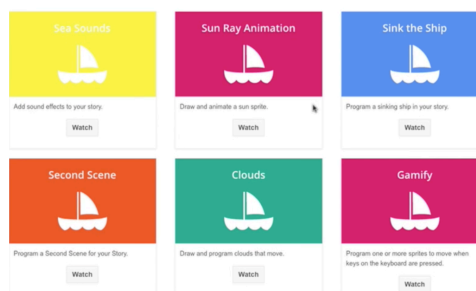 Sea Sounds
Sun Ray Animation
Sink the Ship
Add sound effects to your story.
Draw and animate a sun sprite.
Program a sinking ship in your story.
Watch
Watch
Watch
Second Scene
Clouds
Gamify
Program a Second Scene for your Story.
Draw and program clouds that move.
Program one or more sprites to move when
keys on the keyboard are pressed.
Watch
Watch
Watch